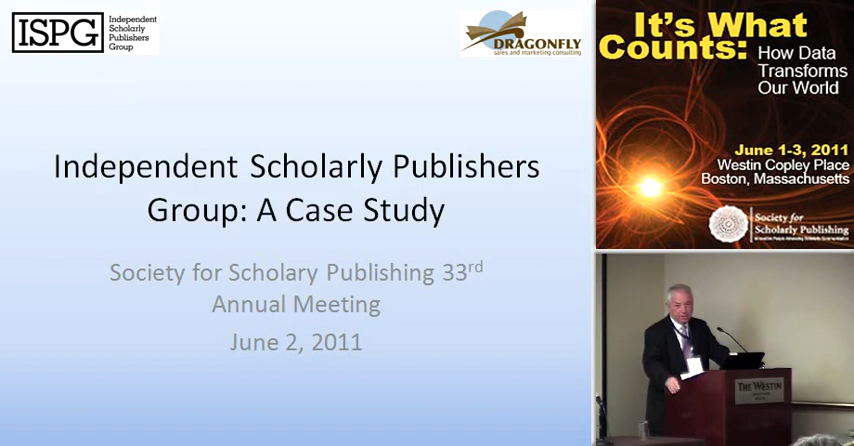 ISPG
Independent
Scholarly
Publishers
Group
DRAGONFLY
sales and marketing consulting
Independent Scholarly Publishers
Group: A Case Study
Society for Scholary Publishing 33rd
Annual Meeting
June 2, 2011
It's What
Counts:
How Data
Transforms
Our World
June 1-3, 2011
Westin Copley Place
Boston, Massachusetts
Society for
Scholarly Publishing
THE WESTIN